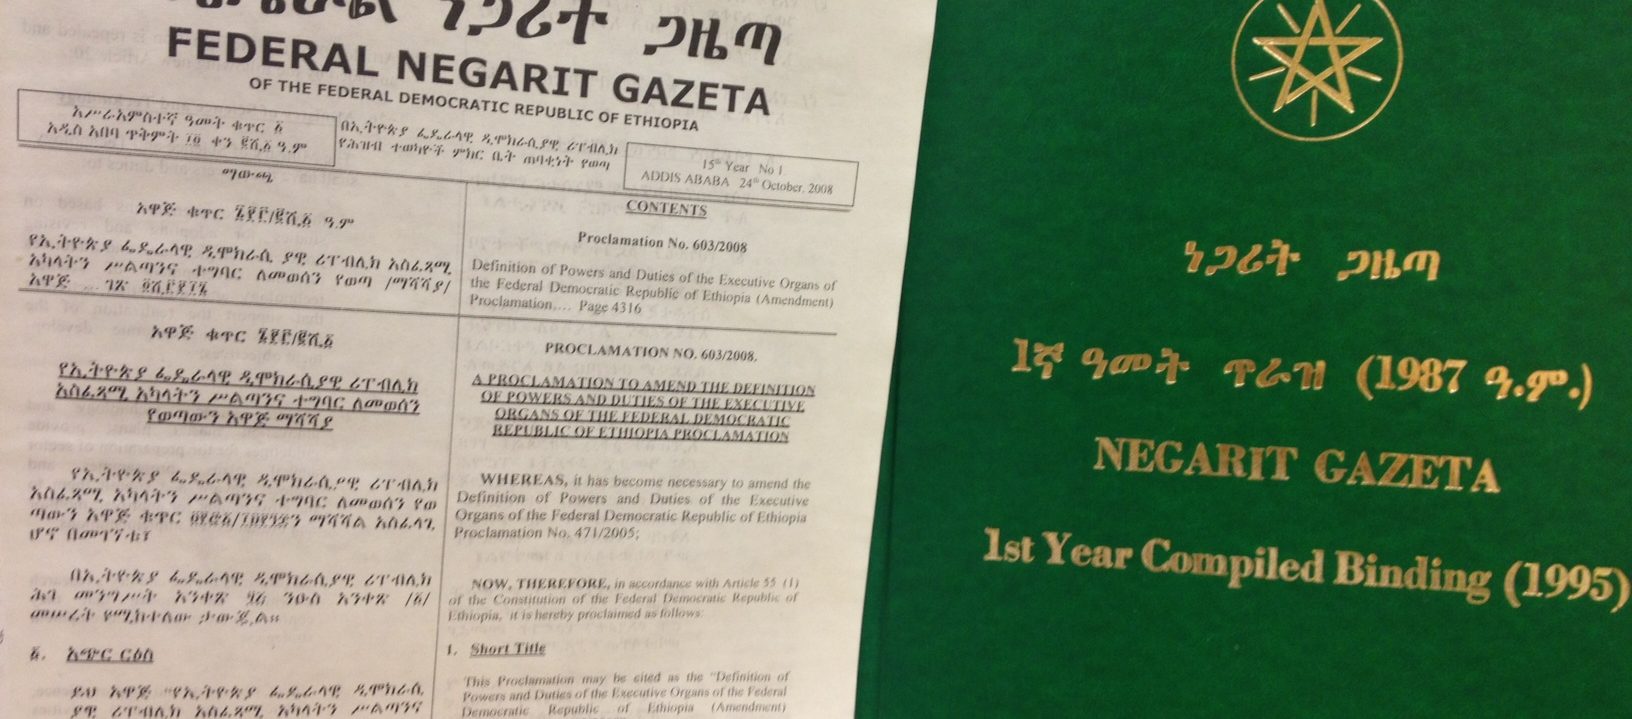 ነጋሪት ጋዜጣ
FEDERAL NEGARIT GAZETA
OF THE FEDERAL DEMOCRATIC REPUBLIC OF ETHIOPIA
አሥራአምስተኛ ዓመት ቁጥር ፩
አዲስ አበባ ጥቅምት ፲፬ ቀን ፪ሺ፩ ዓ.ም
በኢትዮጵያ ፌዴራላዊ ዲሞክራሲያዊ ሪፐብሊክ
የሕዝብ ተወካዮች ምክር ቤት ጠባቂነት የወጣ
15th Year No 1
ADDIS ABABA 24th October, 2008
ማውጫ
አዋጅ ቁጥር ፮፻፫/፪ሺ፩ ዓ.ም
የኢትዮጵያ ፌዴራላዊ ዲሞክራሲ ያዊ ሪፐብሊክ አስፈጻሚ
አካላትን ሥልጣንና ተግባር ለመወሰን የወጣ /ማሻሻያ/
አዋጅ ... ገጽ ፬ሺ፫፻፲፮
CONTENTS
Proclamation No. 603/2008
Definition of Powers and Duties of the Executive Organs of
the Federal Democratic Republic of Ethiopia (Amendment)
Proclamation.... Page 4316
አዋጅ ቁጥር ፮፻፫/፪ሺ፩
የኢትዮጵያ ፌዴራላዊ ዲሞክራሲያዊ ሪፐብሊክ
አስፈጻሚ አካላትን ሥልጣንና ተግባር ለመወሰን
የወጣውን አዋጅ ማሻሻያ
የኢትዮጵያ ፌዴራላዊ ዲሞክራሲያዊ ሪፐብሊክ
አስፈጻሚ አካላትን ሥልጣንና ተግባር ለመወሰን የወ
ጣውን አዋጅ ቁጥር ማሻሻል አስፈላጊ
ሆኖ በመገኘቱ፤
በኢትዮጵያ ፌዴራላዊ ዲሞክራሲያዊ ሪፐብሊክ
ሕገ መንግሥት አንቀጽ ፶፭ ንዑስ አንቀጽ /፩/
መሠረት የሚከተለው ታውጇል።
፩. አጭር ርዕስ
ይህ አዋጅ "የኢትዮጵያ ፌዴራላዊ ዲሞክራሲ
ያዊ ሪፐብሊክ አስፈጻሚ አካላትን ሥልጣንና
PROCLAMATION NO. 603/2008.
A PROCLAMATION TO AMEND THE DEFINITION
OF POWERS AND DUTIES OF THE EXECUTIVE
ORGANS OF THE FEDERAL DEMOCRATIC
REPUBLIC OF ETHIOPIA PROCLAMATION
WHEREAS, it has become necessary to amend the
Definition of Powers and Duties of the Executive
Organs of the Federal Democratic Republic of Ethiopia
Proclamation No. 471/2005;
NOW, THEREFORE, in accordance with Article 55 (1)
of the Constitution of the Federal Democratic Republic of
Ethiopia, it is hereby proclaimed as follows:
1. Short Title
This Proclamation may be cited as the "Definition of
Powers and Duties of the Executive Organs of the Federal
Democratic Republic of Ethiopia (Amendment)
ነጋሪት ጋዜጣ
1ኛ ዓመት ጥራዝ (1987 ዓ.ም.)
NEGARIT GAZETA
1st Year Compiled Binding (1995)